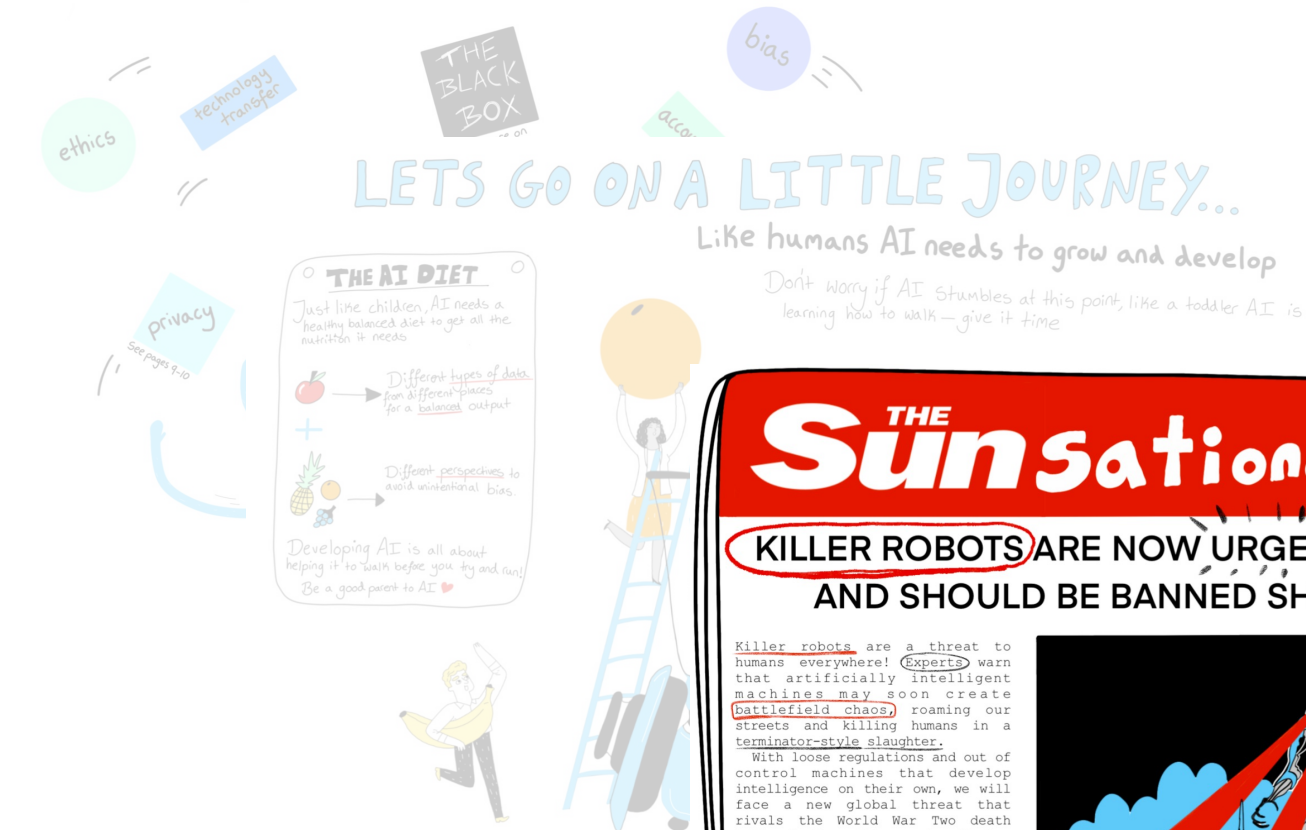 THE
BLACK
BOX
bias
technology
transfer
ethics
privacy
See pages 9-10
LETS GO ON A LITTLE JOURNEY...
Like humans AI needs to grow and develop
Don't worry if AI stumbles at this point, like a toddler AI is
learning how to walk — give it time
THE AI DIET
Just like children, AI needs a
healthy balanced diet to get all the
nutrition it needs
Different types of data
from different places
for a balanced output
+
Different perspectives to
avoid unintentional bias.
Developing AI is all about
helping it to walk before you try and run!
Be a good parent to AI
THE
Sunsation
KILLER ROBOTS ARE NOW URGE
AND SHOULD BE BANNED SH
Killer robots are a threat to
humans everywhere! Experts warn
that artificially intelligent
machines may soon create
battlefield chaos, roaming our
streets and killing humans in a
terminator-style slaughter.
With loose regulations and out of
control machines that develop
intelligence on their own, we will
face a new global threat that
rivals the World War Two death